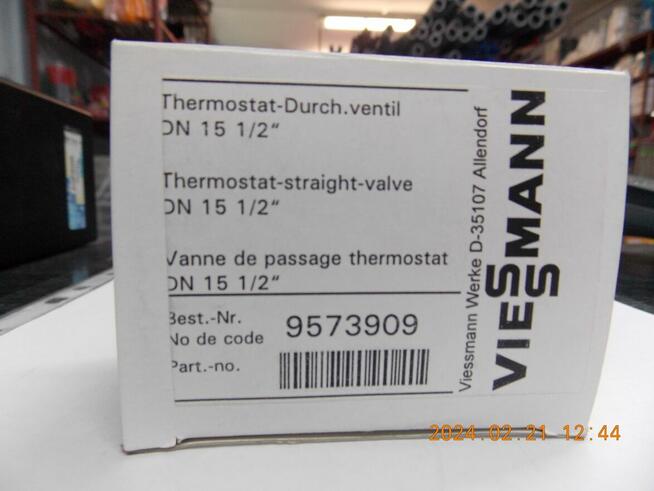 Thermostat-Durch.ventil
DN 15 1/2“
Thermostat-straight-valve
DN 15 1/2“
Vanne de passage thermostat
DN 15 1/2“
Best.-Nr.
No de code
Part.-no.
9573909
Viessmann Werke D-35107 Allendorf
VIESSMANN
2024.02.21 12:44